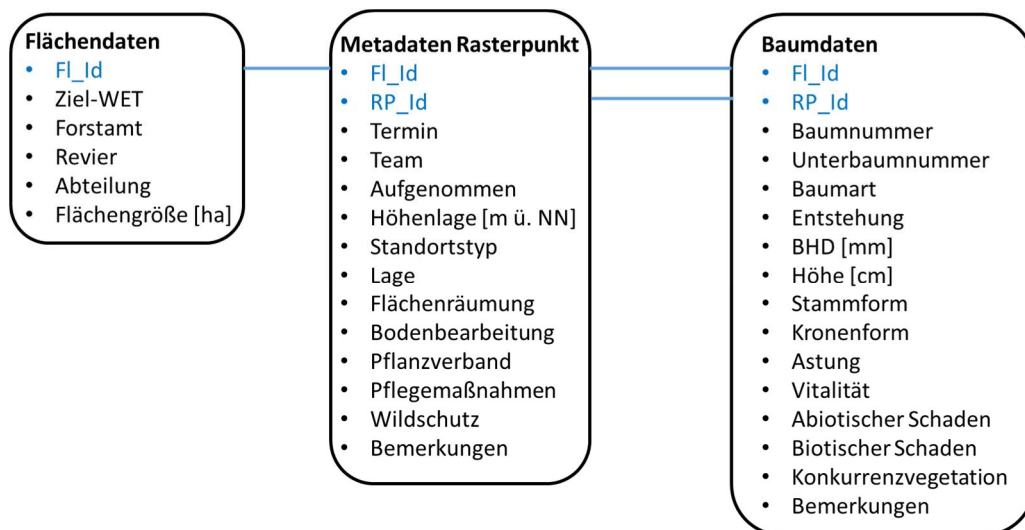 Flächendaten
• Fl_Id
• Ziel-WET
• Forstamt
• Revier
• Abteilung
• Flächengröße [ha]
Metadaten Rasterpunkt
• Fl_Id
• RP_Id
• Termin
• Team
• Aufgenommen
• Höhenlage [m ü. NN]
• Standortstyp
• Lage
• Flächenräumung
• Bodenbearbeitung
• Pflanzverband
• Pflegemaßnahmen
• Wildschutz
• Bemerkungen
Baumdaten
• Fl_Id
• RP_Id
• Baumnummer
• Unterbaumnummer
• Baumart
• Entstehung
• BHD [mm]
• Höhe [cm]
• Stammform
• Kronenform
• Astung
• Vitalität
• Abiotischer Schaden
• Biotischer Schaden
• Konkurrenzvegetation
• Bemerkungen